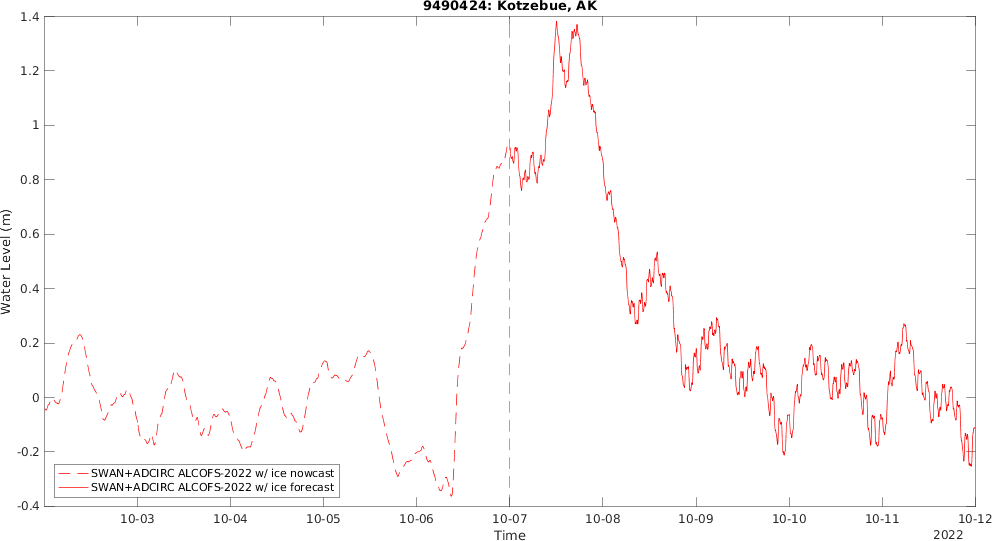 9490424: Kotzebue, AK
1.4
1.2
1
0.8
0.6
0.4
0.2
0
-0.2
-0.4
Water Level (m)
SWAN+ADCIRC ALCOFS-2022 w/ ice nowcast
SWAN+ADCIRC ALCOFS-2022 w/ ice forecast
10-03 10-04 10-05 10-06 10-07 10-08 10-09 10-10 10-11 10-12
Time
2022